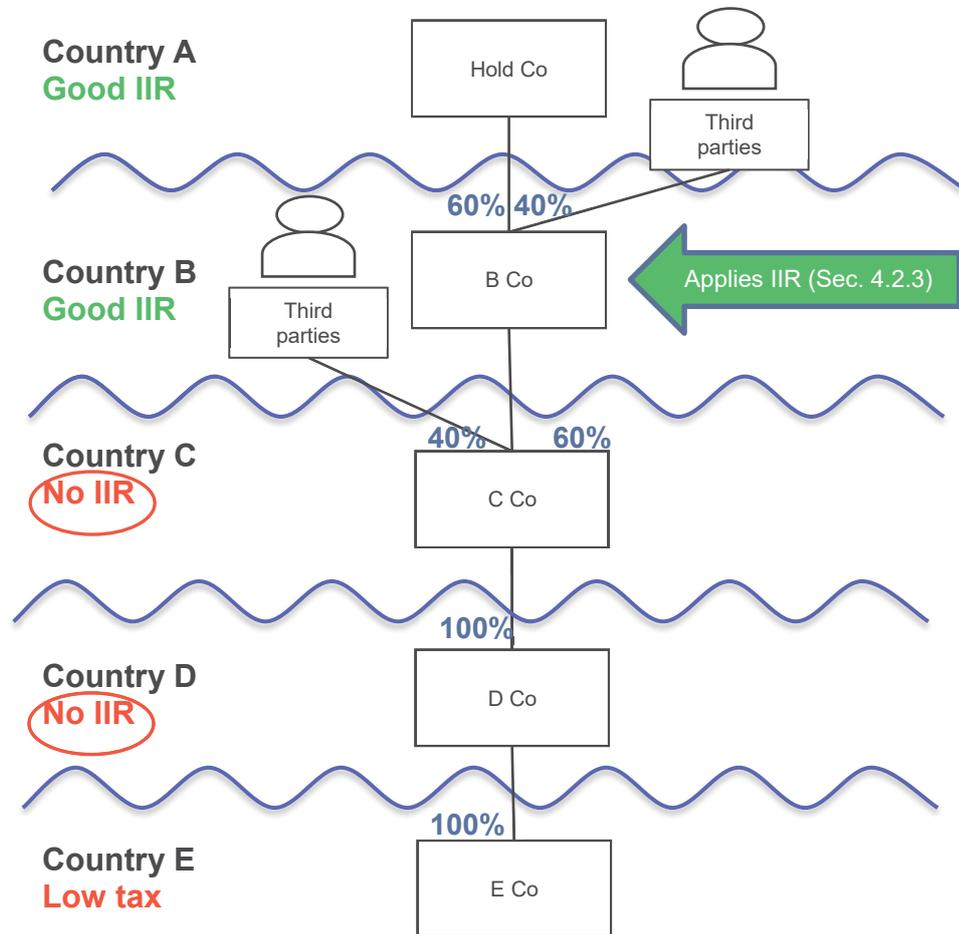 Country A
Good IIR
Hold Co
Third
parties
60% 40%
Country B
Good IIR
Third
parties
B Co
Applies IIR (Sec. 4.2.3)
40% 60%
Country C
No IIR
C Co
100%
Country D
No IIR
D Co
100%
Country E
Low tax
E Co